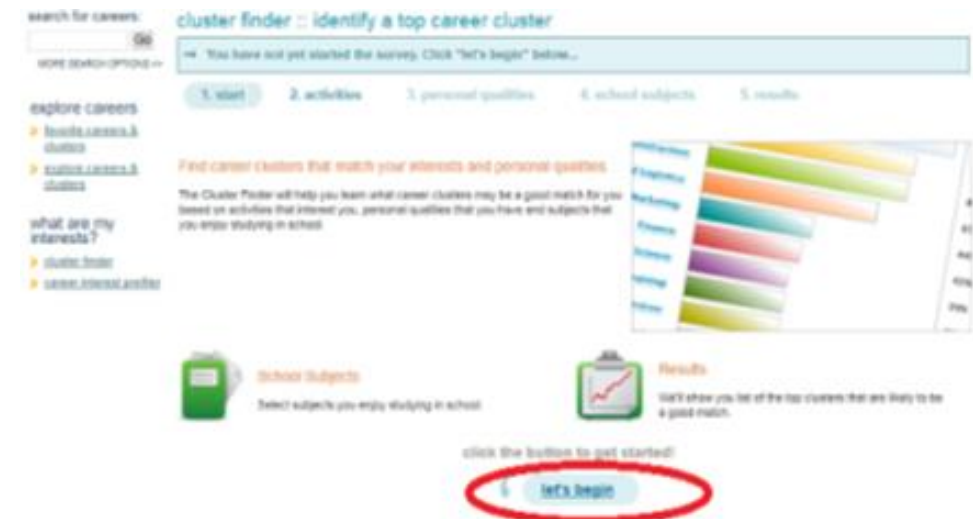 search for careers:
Go
MORE SEARCH OPTIONS >>
explore careers
favorite careers & clusters
explore careers & clusters
what are my interests?
cluster finder
career interest profiler
cluster finder :: identify a top career cluster
→ You have not yet started the survey. Click "let's begin" below...
1. start 2. activities 3. personal qualities 4. school subjects 5. results
Find career clusters that match your interests and personal qualities
The Cluster Finder will help you learn what career clusters may be a good match for you
based on activities that interest you, personal qualities that you have and subjects that
you enjoy studying in school.
Logistics
Marketing
Finance
Science
School Subjects
Select subjects you enjoy studying in school.
Results
We'll show you list of the top clusters that are likely to be
a good match.
click the button to get started!
let's begin